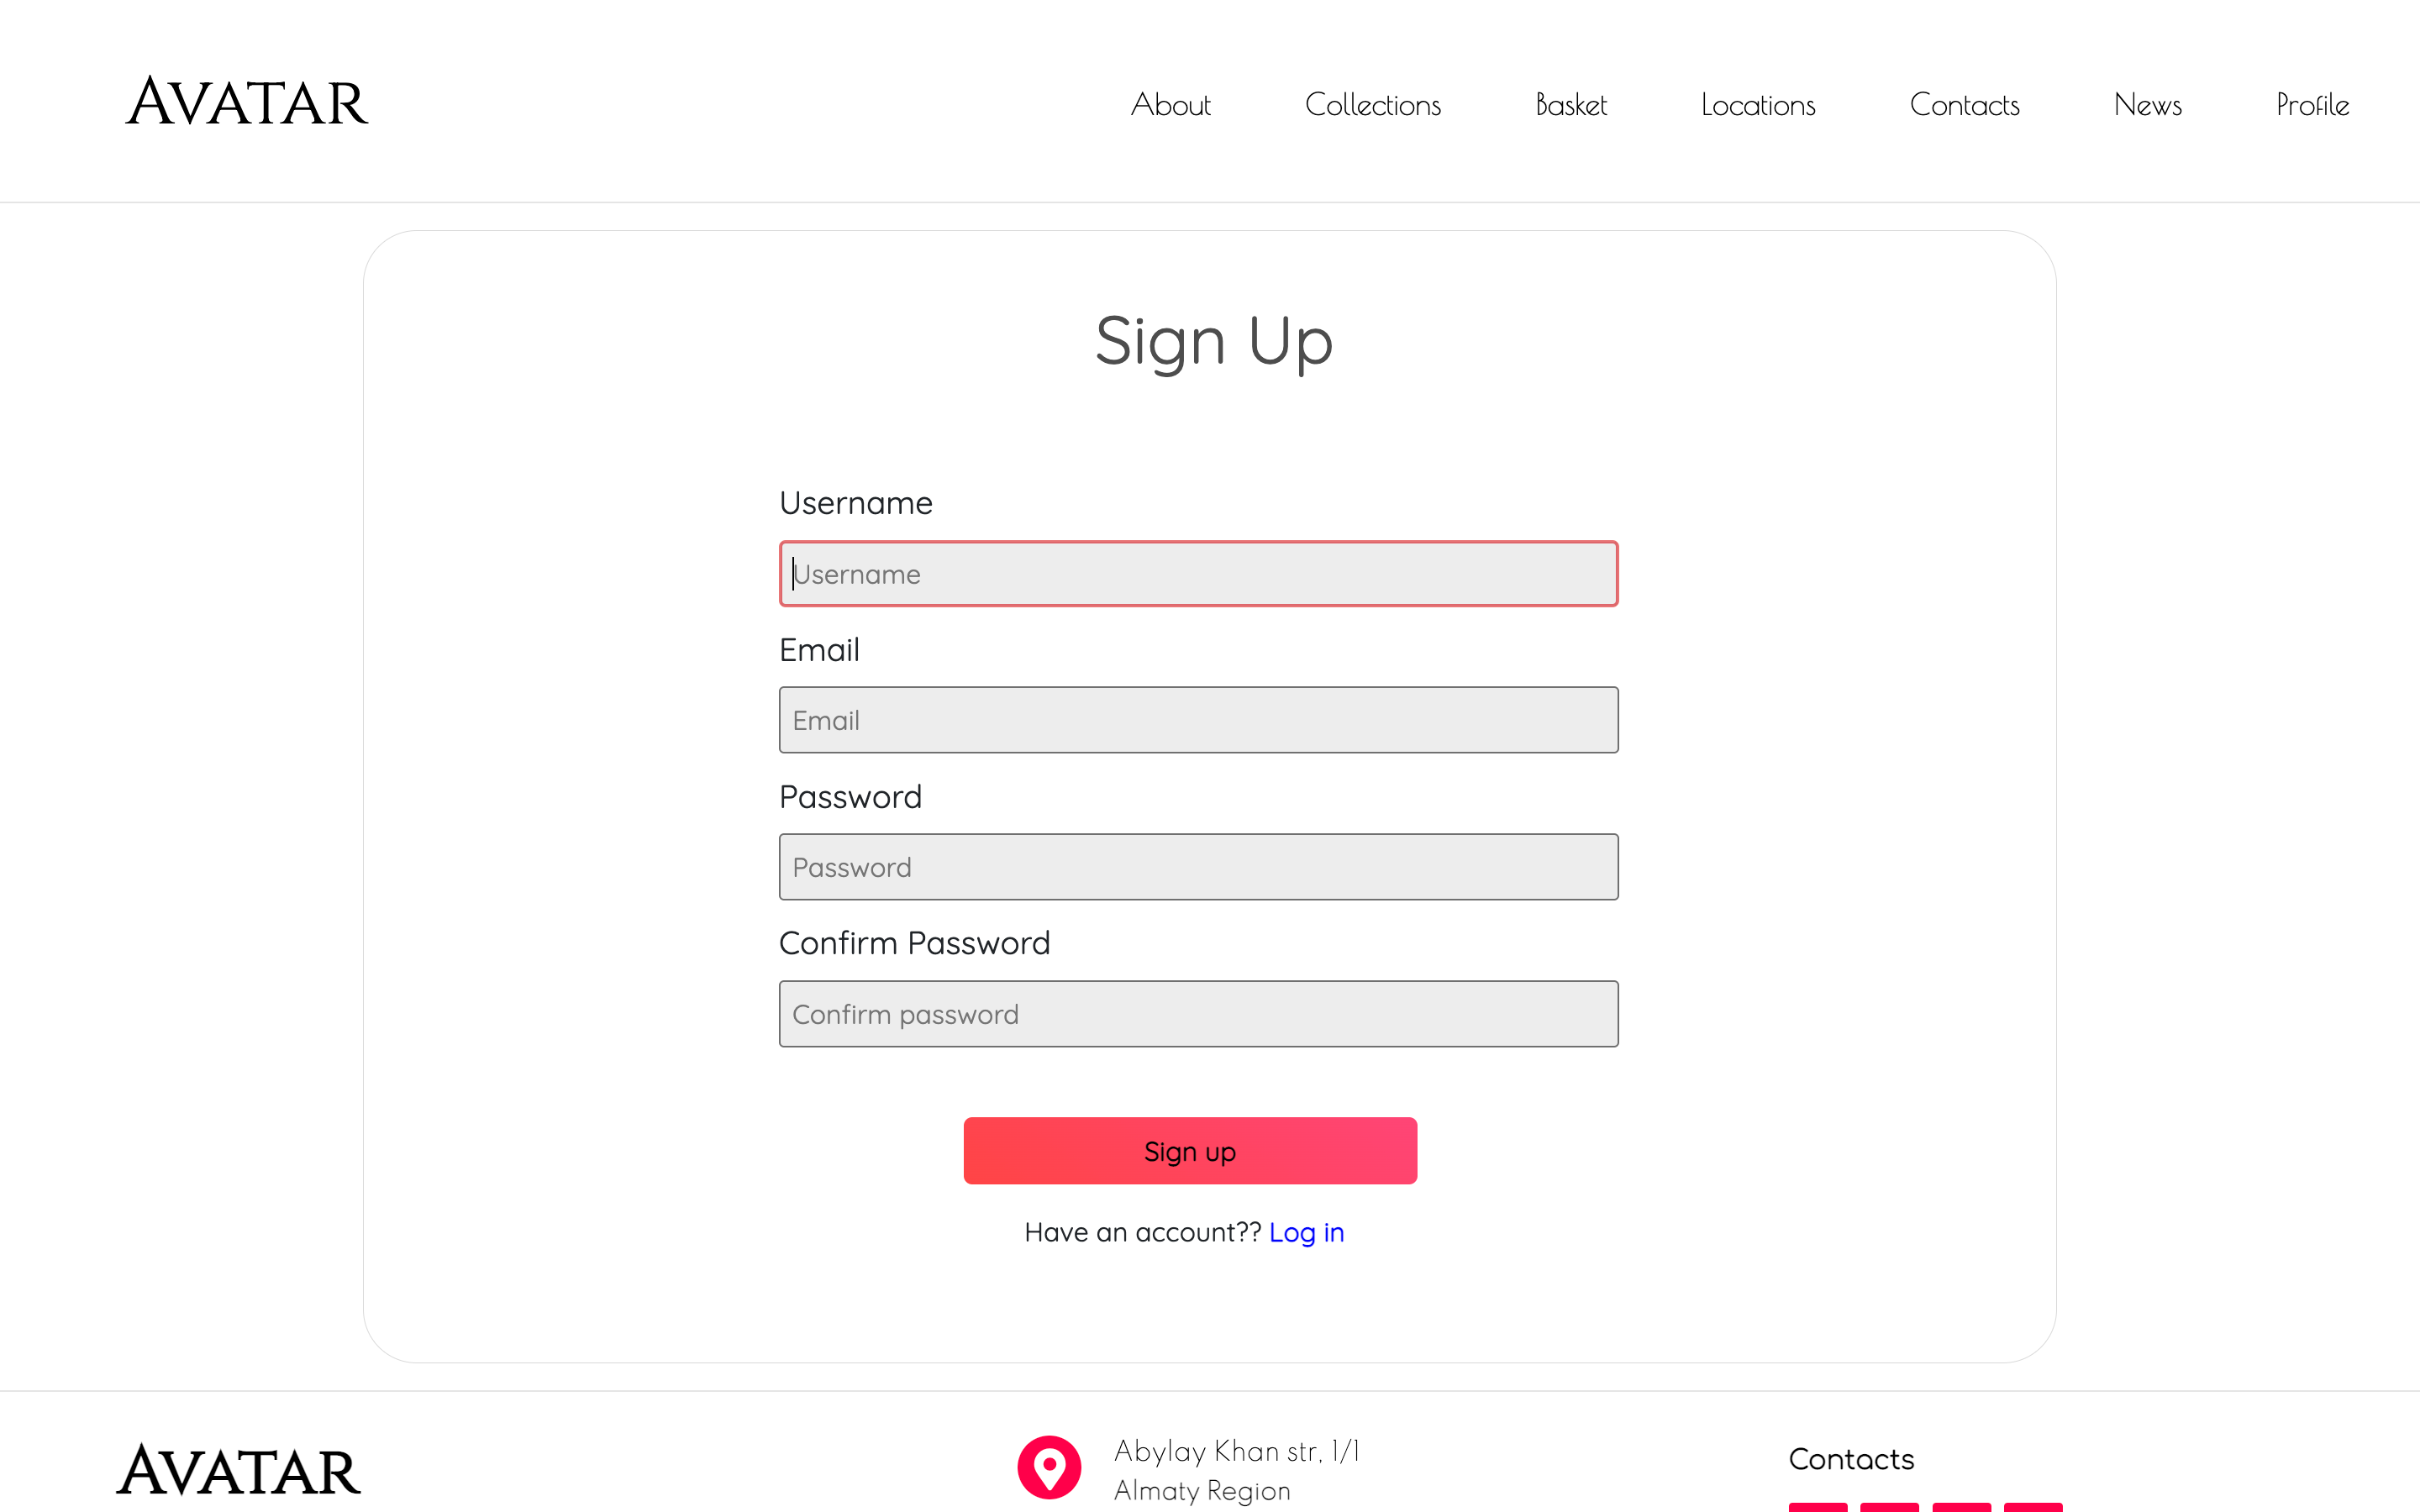 AVATAR
About Collections Basket Locations Contacts News Profile
Sign Up
Username
Username
Email
Email
Password
Password
Confirm Password
Confirm password
Sign up
Have an account?? Log in
AVATAR
Abylay Khan str, 1/1
Almaty Region
Contacts